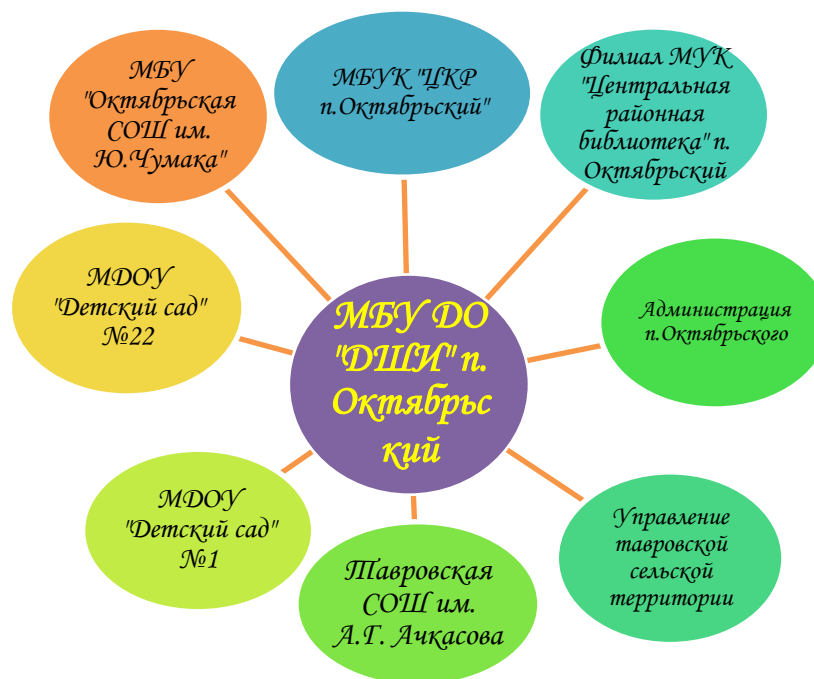 МБУ
"Октябрьская
СОШ им.
Ю.Чумака"
МБУК "ЦКР
п.Октябрьский"
Филиал МУК
"Центральная
районная
библиотека" п.
Октябрьский
МДОУ
"Детский сад"
№22
МБУ ДО
"ДШИ" п.
Октябрьс
кий
Администрация
п.Октябрьского
МДОУ
"Детский сад"
№1
Тавровская
СОШ им.
А.Г. Ачкасова
Управление
тавровской
сельской
территории